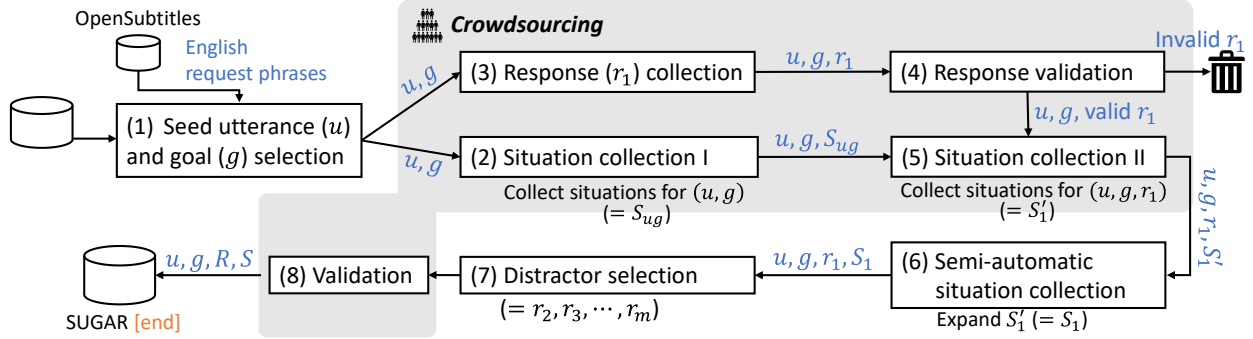 OpenSubtitles
English
request phrases
Crowdsourcing
(1) Seed utterance (𝑢)
and goal (𝑔) selection
𝑢, 𝑔
𝑢, 𝑔
(3) Response (𝑟₁) collection
𝑢, 𝑔, 𝑟₁
(4) Response validation
Invalid 𝑟₁
𝑢, 𝑔, valid 𝑟₁
(2) Situation collection I
Collect situations for (𝑢, 𝑔)
(= 𝑆ᵤ𝑔)
𝑢, 𝑔, 𝑆ᵤ𝑔
(5) Situation collection II
Collect situations for (𝑢, 𝑔, 𝑟₁)
(= 𝑆₁′)
𝑢, 𝑔, 𝑟₁, 𝑆₁′
(6) Semi-automatic
situation collection
Expand 𝑆₁′ (= 𝑆₁)
𝑢, 𝑔, 𝑟₁, 𝑆₁
(7) Distractor selection
(= 𝑟₂, 𝑟₃, ⋯, 𝑟ₘ)
(8) Validation
𝑢, 𝑔, 𝑅, 𝑆
SUGAR [end]